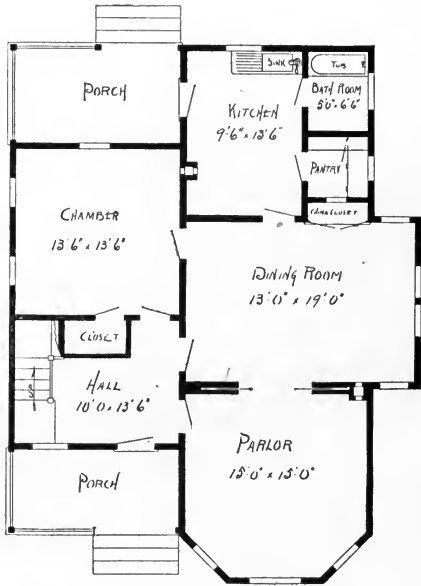 PORCH
SINK
TUB
BATH ROOM
5'0" x 6'6"
KITCHEN
9'6" x 13'6"
PANTRY
CHINA CLOSET
CHAMBER
13'6" x 13'6"
DINING ROOM
13'0" x 19'0"
CLOSET
UP
HALL
10'0 x 13'6"
PARLOR
15'0" x 15'0"
PORCH